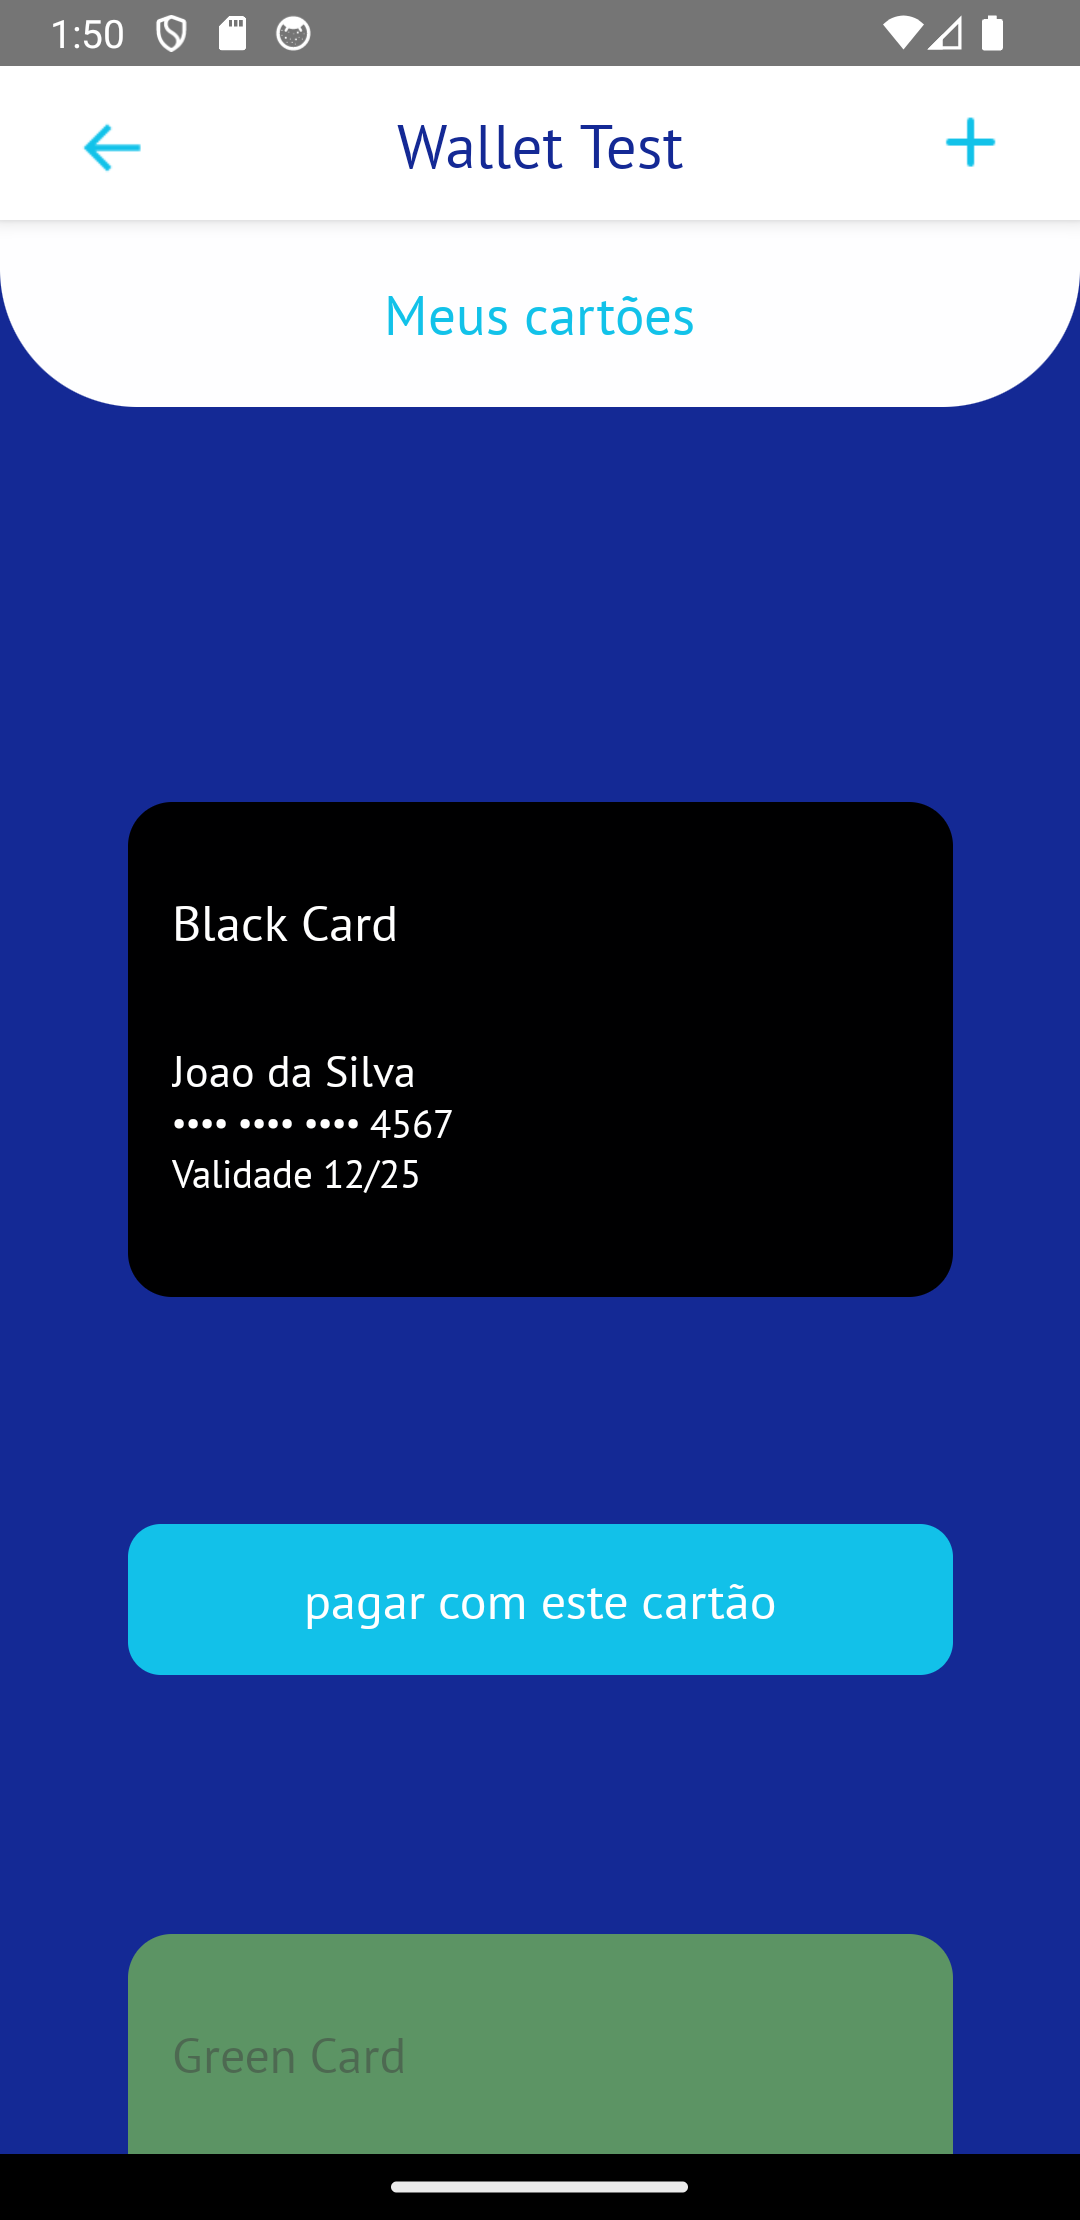 1:50
Wallet Test
Meus cartões
Black Card
Joao da Silva
•••• •••• •••• 4567
Validade 12/25
pagar com este cartão
Green Card